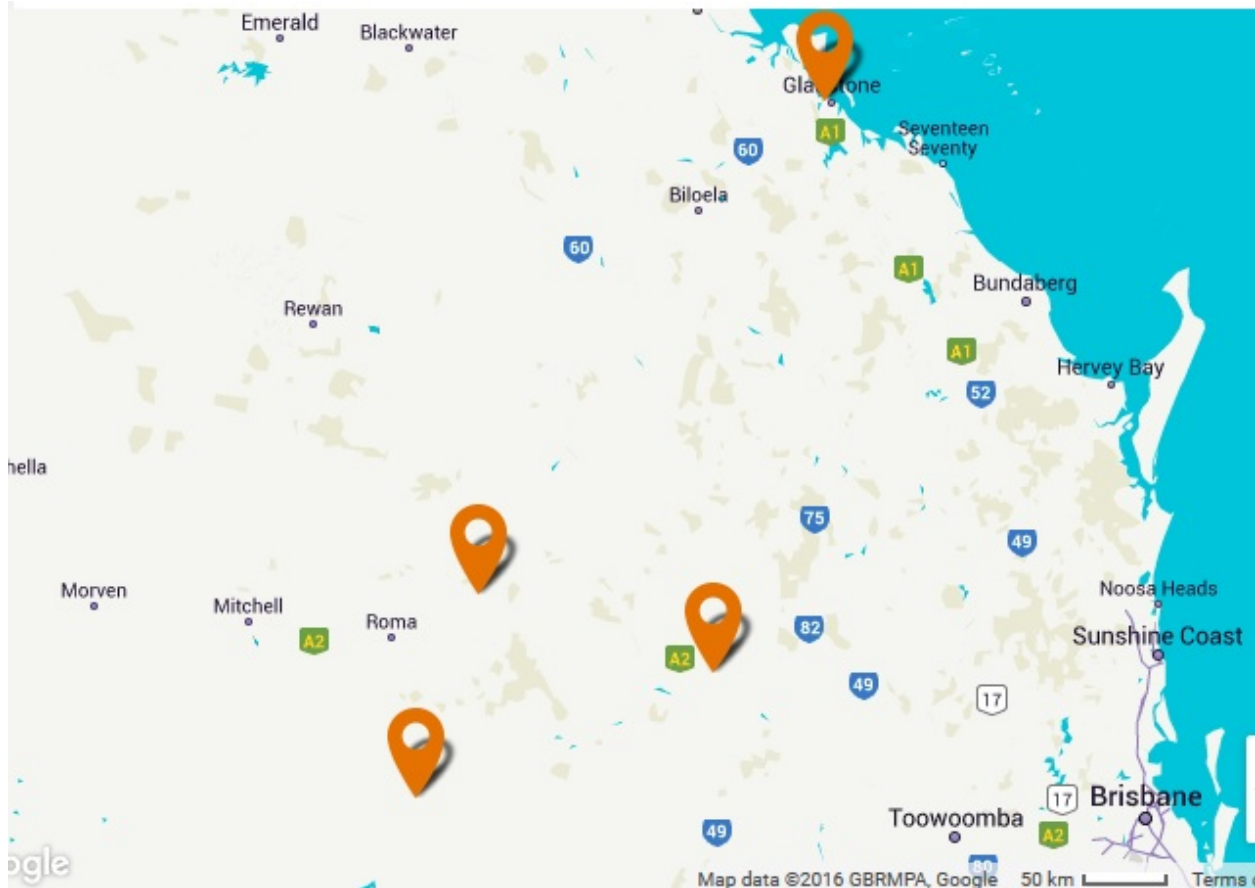 Emerald
Blackwater
Gladstone
A1
Seventeen
Seventy
60
Biloela
60
A1
Bundaberg
Rewan
A1
Hervey Bay
52
hella
75
49
Morven
Mitchell
Roma
A2
A2
82
Noosa Heads
Sunshine Coast
49
17
17
Brisbane
Toowoomba
49
A2
80
ogle
Map data ©2016 GBRMPA, Google 50 km Terms